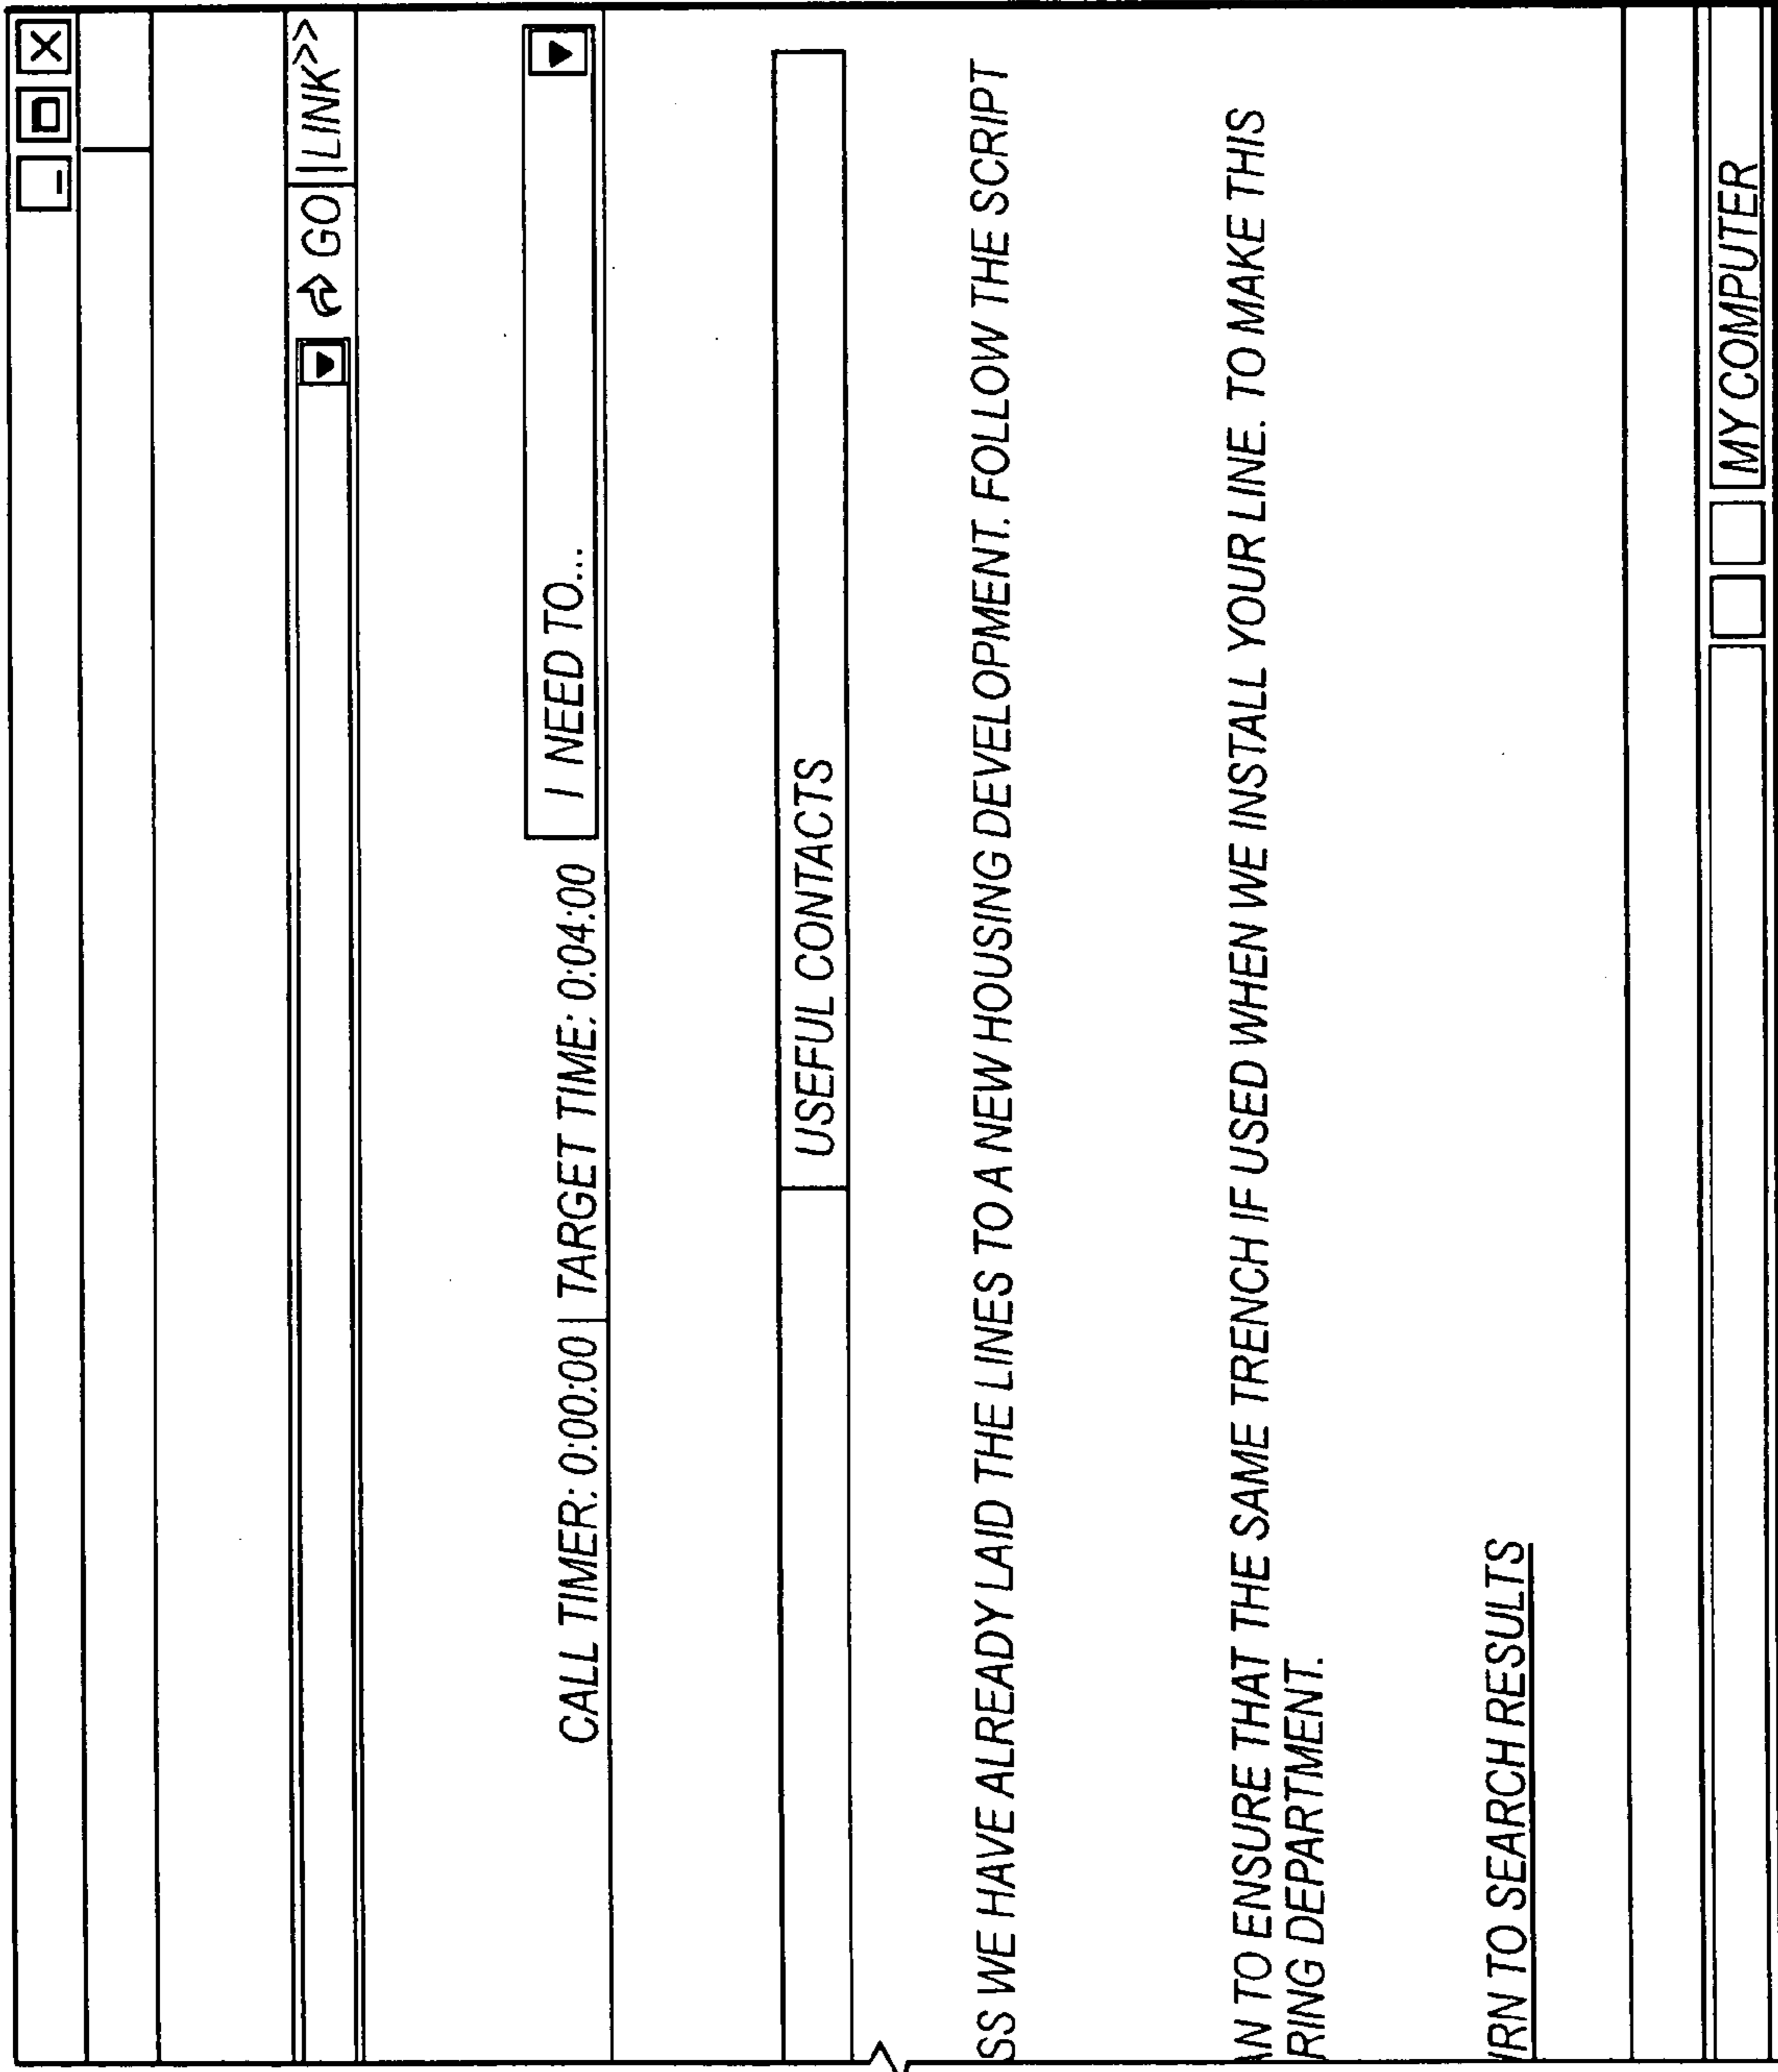 GO LINK>>
CALL TIMER: 0:00:00 TARGET TIME: 0:04:00 I NEED TO...
USEFUL CONTACTS
SS WE HAVE ALREADY LAID THE LINES TO A NEW HOUSING DEVELOPMENT. FOLLOW THE SCRIPT
AN TO ENSURE THAT THE SAME TRENCH IF USED WHEN WE INSTALL YOUR LINE. TO MAKE THIS
RING DEPARTMENT.
RN TO SEARCH RESULTS
MY COMPUTER